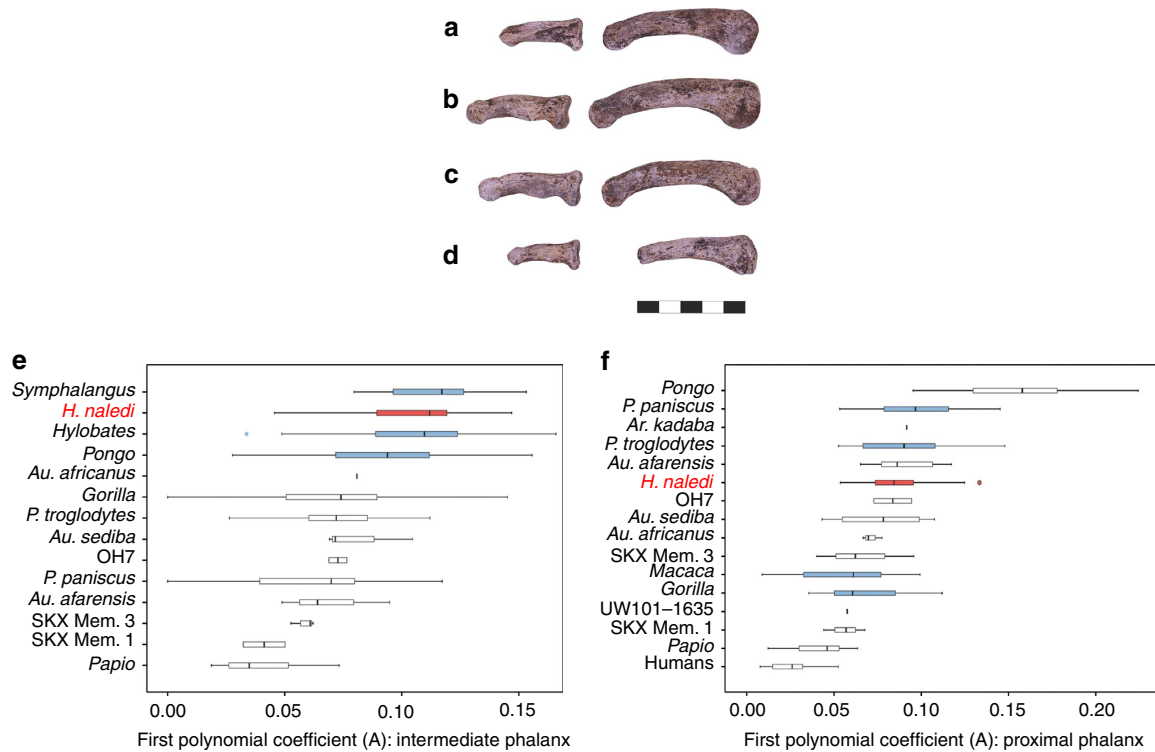 a
b
c
d
e
Symphalangus
H. naledi
Hylobates
Pongo
Au. africanus
Gorilla
P. troglodytes
Au. sediba
OH7
P. paniscus
Au. afarensis
SKX Mem. 3
SKX Mem. 1
Papio
0.00 0.05 0.10 0.15
First polynomial coefficient (A): intermediate phalanx
f
Pongo
P. paniscus
Ar. kadaba
P. troglodytes
Au. afarensis
H. naledi
OH7
Au. sediba
Au. africanus
SKX Mem. 3
Macaca
Gorilla
UW101–1635
SKX Mem. 1
Papio
Humans
0.00 0.05 0.10 0.15 0.20
First polynomial coefficient (A): proximal phalanx